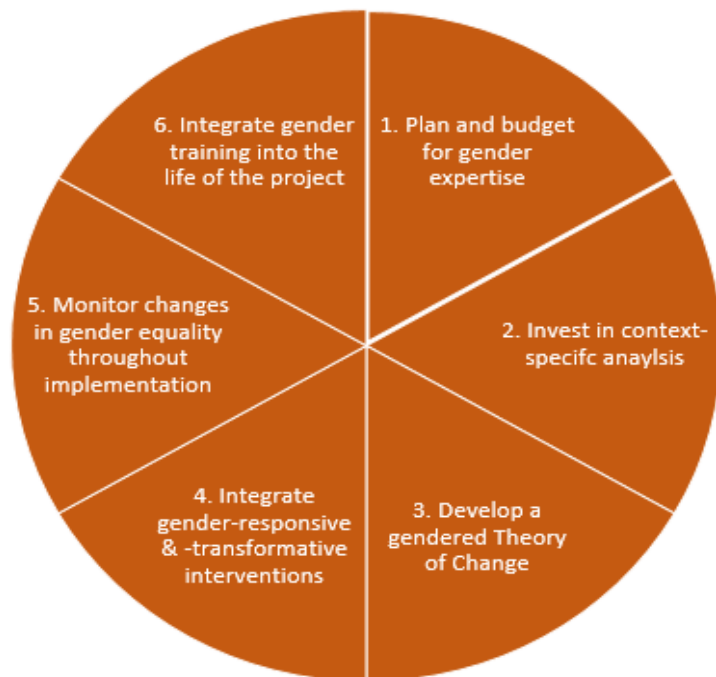 1. Plan and budget
for gender
expertise
2. Invest in context-
specifc anaylsis
3. Develop a
gendered Theory
of Change
4. Integrate
gender-responsive
& -transformative
interventions
5. Monitor changes
in gender equality
throughout
implementation
6. Integrate gender
training into the
life of the project